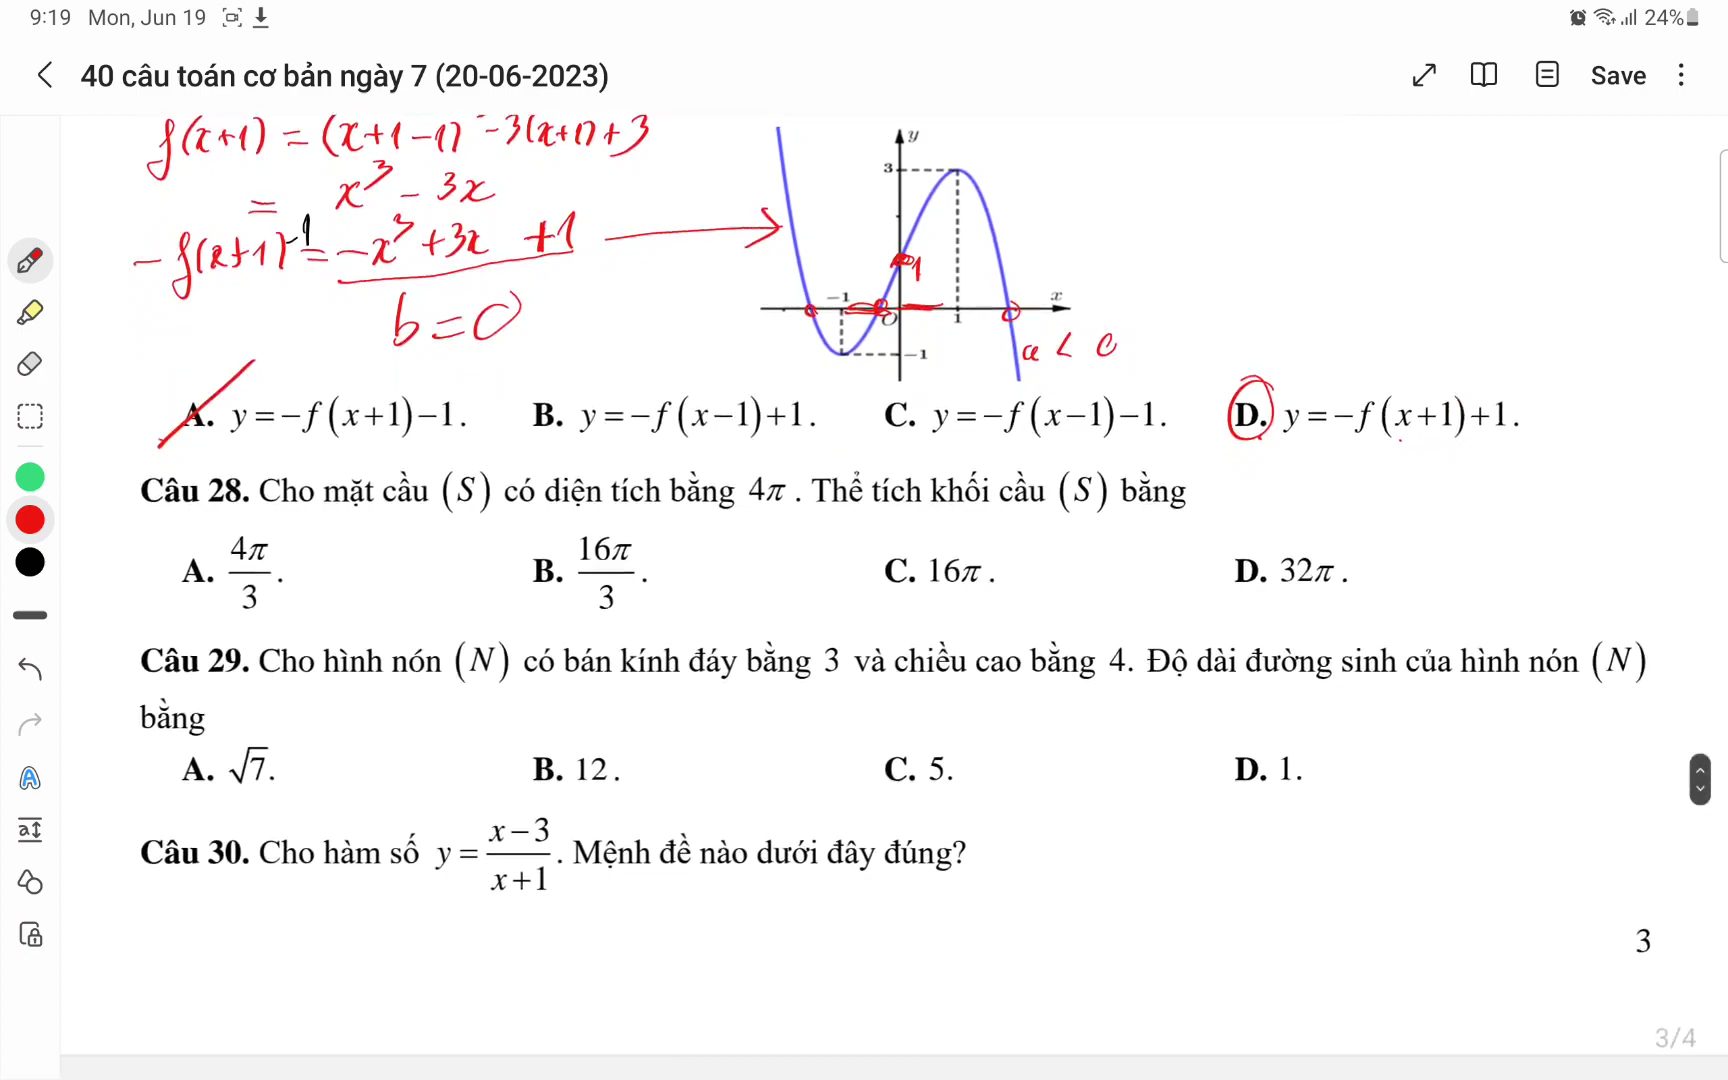 9:19 Mon, Jun 19 24%
40 câu toán cơ bản ngày 7 (20-06-2023) Save
f(x+1) = (x+1-1)³ - 3(x+1) + 3
= x³ - 3x
-f(x+1) -1 = -x³ + 3x +1
b = 0
y
3
-1
x
O
1
-1
1
a < 0
A. y = -f(x+1)-1. B. y = -f(x-1)+1. C. y = -f(x-1)-1. D. y = -f(x+1)+1.
Câu 28. Cho mặt cầu (S) có diện tích bằng 4π. Thể tích khối cầu (S) bằng
A. 4π/3. B. 16π/3. C. 16π. D. 32π.
Câu 29. Cho hình nón (N) có bán kính đáy bằng 3 và chiều cao bằng 4. Độ dài đường sinh của hình nón (N)
bằng
A. √7. B. 12. C. 5. D. 1.
Câu 30. Cho hàm số y = (x-3)/(x+1). Mệnh đề nào dưới đây đúng?
3
3/4